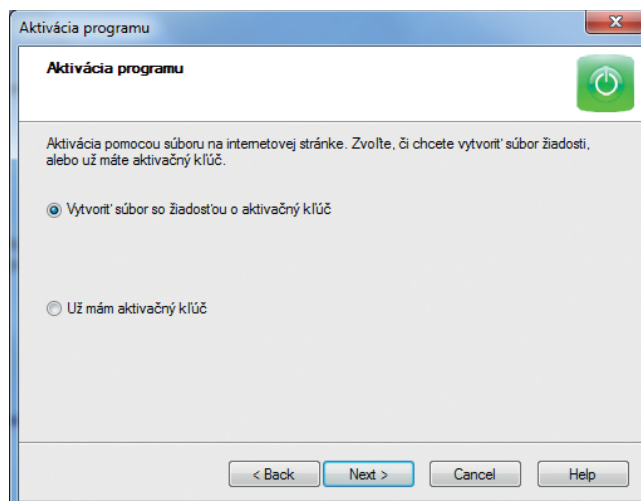 Aktivácia programu
Aktivácia programu
Aktivácia pomocou súboru na internetovej stránke. Zvoľte, či chcete vytvoriť súbor žiadosti,
alebo už máte aktivačný kľúč.
Vytvoriť súbor so žiadosťou o aktivačný kľúč
Už mám aktivačný kľúč
< Back Next > Cancel Help